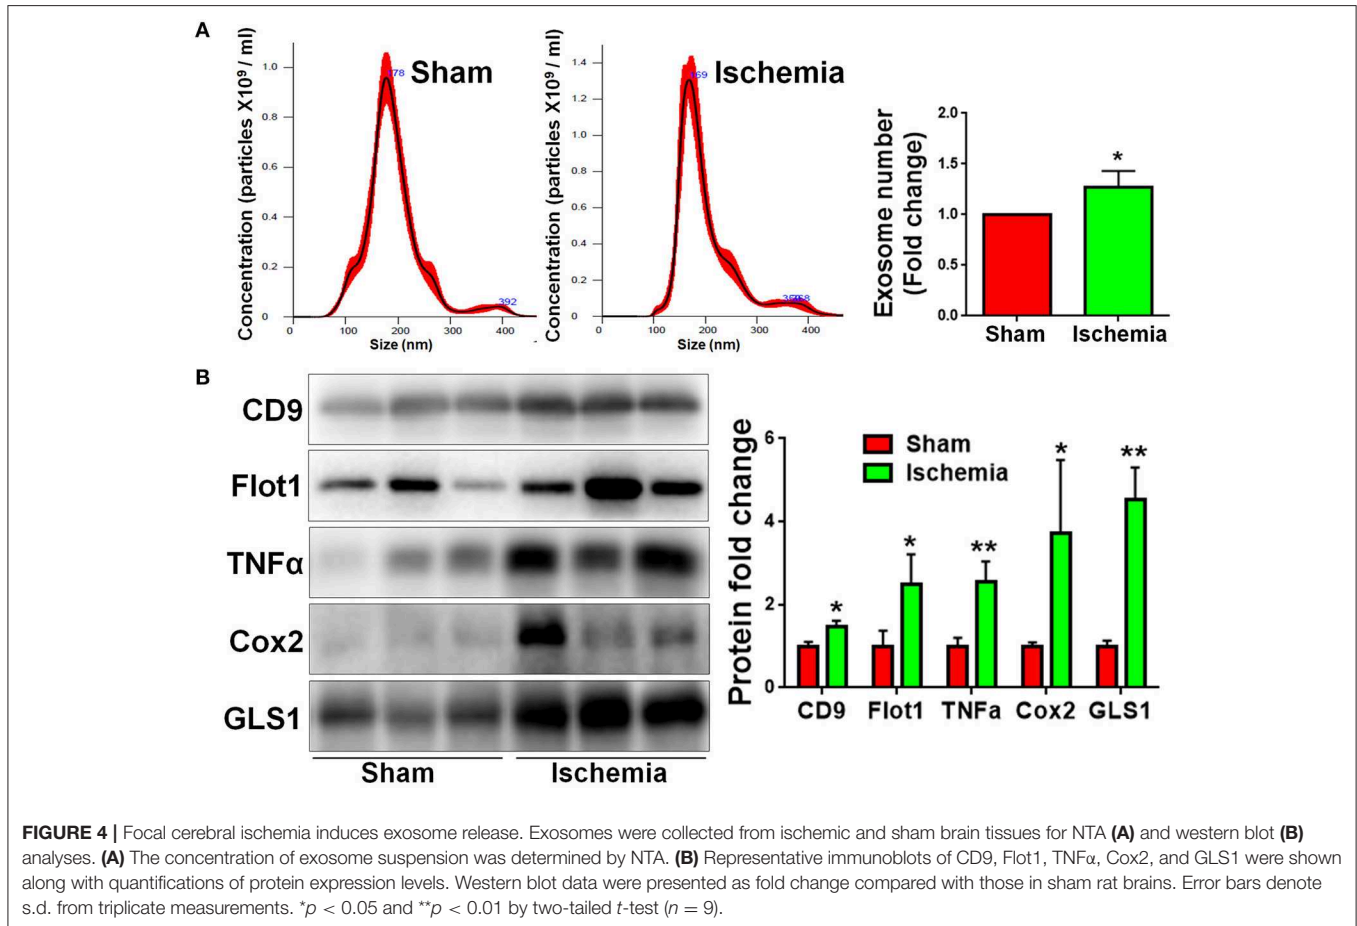 A
Concentration (particles X10⁹ / ml)
1.0
0.8
0.6
0.4
0.2
0
0 100 200 300 400
Size (nm)
178
392
Sham
Concentration (particles X10⁹ / ml)
1.4
1.2
1.0
0.8
0.6
0.4
0.2
0
0 100 200 300 400
Size (nm)
169
Ischemia
Exosome number
(Fold change)
2.0
1.5
1.0
0.5
0.0
*
Sham Ischemia
B
CD9
Flot1
TNFα
Cox2
GLS1
Sham Ischemia
Protein fold change
6
4
2
0
Sham
Ischemia
* * ** * **
CD9 Flot1 TNFa Cox2 GLS1
FIGURE 4 | Focal cerebral ischemia induces exosome release. Exosomes were collected from ischemic and sham brain tissues for NTA (A) and western blot (B)
analyses. (A) The concentration of exosome suspension was determined by NTA. (B) Representative immunoblots of CD9, Flot1, TNFα, Cox2, and GLS1 were shown
along with quantifications of protein expression levels. Western blot data were presented as fold change compared with those in sham rat brains. Error bars denote
s.d. from triplicate measurements. *p < 0.05 and **p < 0.01 by two-tailed t-test (n = 9).